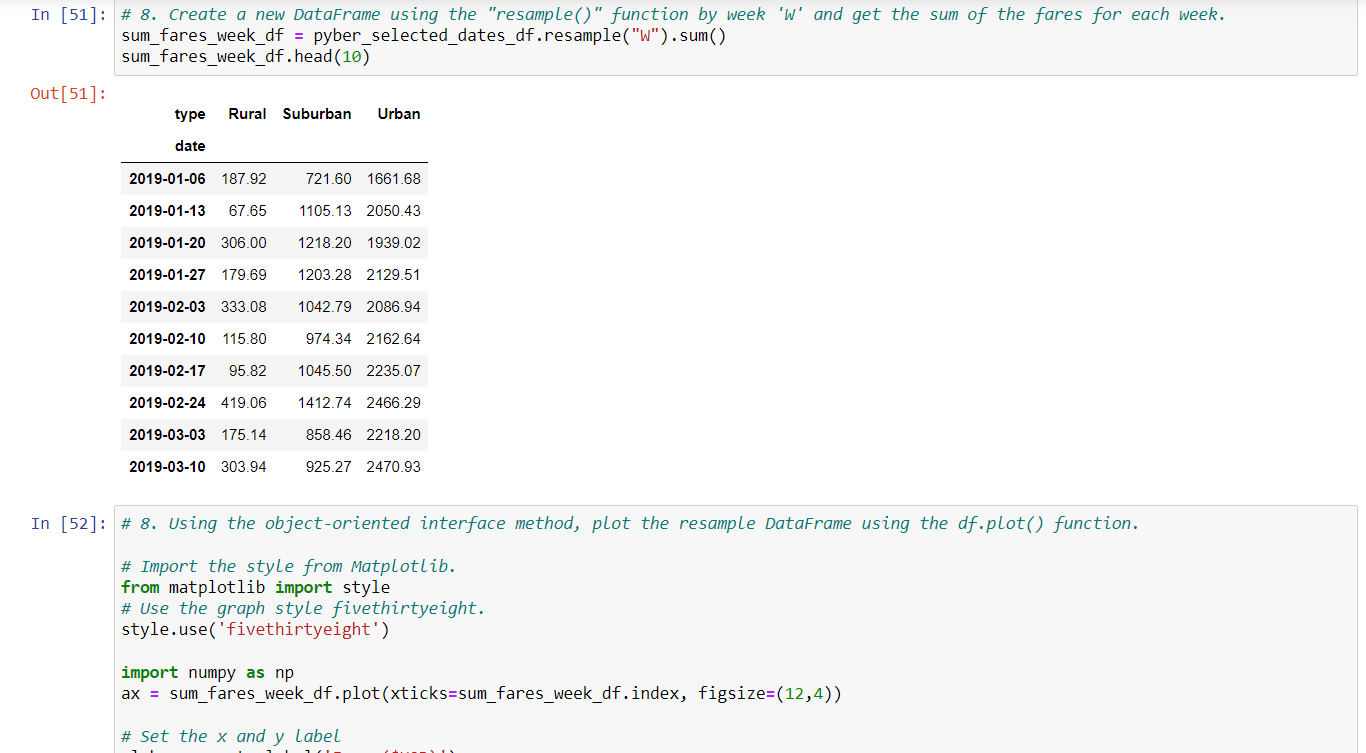 In [51]: # 8. Create a new DataFrame using the "resample()" function by week 'W' and get the sum of the fares for each week.
sum_fares_week_df = pyber_selected_dates_df.resample("W").sum()
sum_fares_week_df.head(10)
Out[51]:
type Rural Suburban Urban
date
2019-01-06 187.92 721.60 1661.68
2019-01-13 67.65 1105.13 2050.43
2019-01-20 306.00 1218.20 1939.02
2019-01-27 179.69 1203.28 2129.51
2019-02-03 333.08 1042.79 2086.94
2019-02-10 115.80 974.34 2162.64
2019-02-17 95.82 1045.50 2235.07
2019-02-24 419.06 1412.74 2466.29
2019-03-03 175.14 858.46 2218.20
2019-03-10 303.94 925.27 2470.93
In [52]: # 8. Using the object-oriented interface method, plot the resample DataFrame using the df.plot() function.
# Import the style from Matplotlib.
from matplotlib import style
# Use the graph style fivethirtyeight.
style.use('fivethirtyeight')
import numpy as np
ax = sum_fares_week_df.plot(xticks=sum_fares_week_df.index, figsize=(12,4))
# Set the x and y label